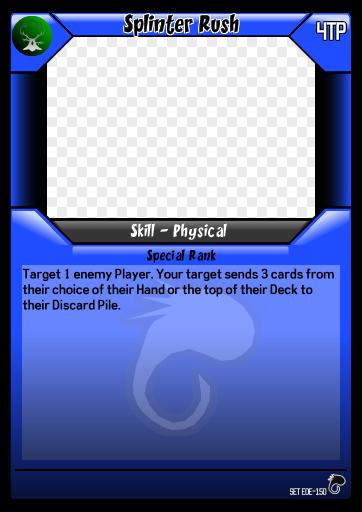 Splinter Rush
4TP
Skill - Physical
Special Rank
Target 1 enemy Player. Your target sends 3 cards from
their choice of their Hand or the top of their Deck to
their Discard Pile.
SET EOE-150